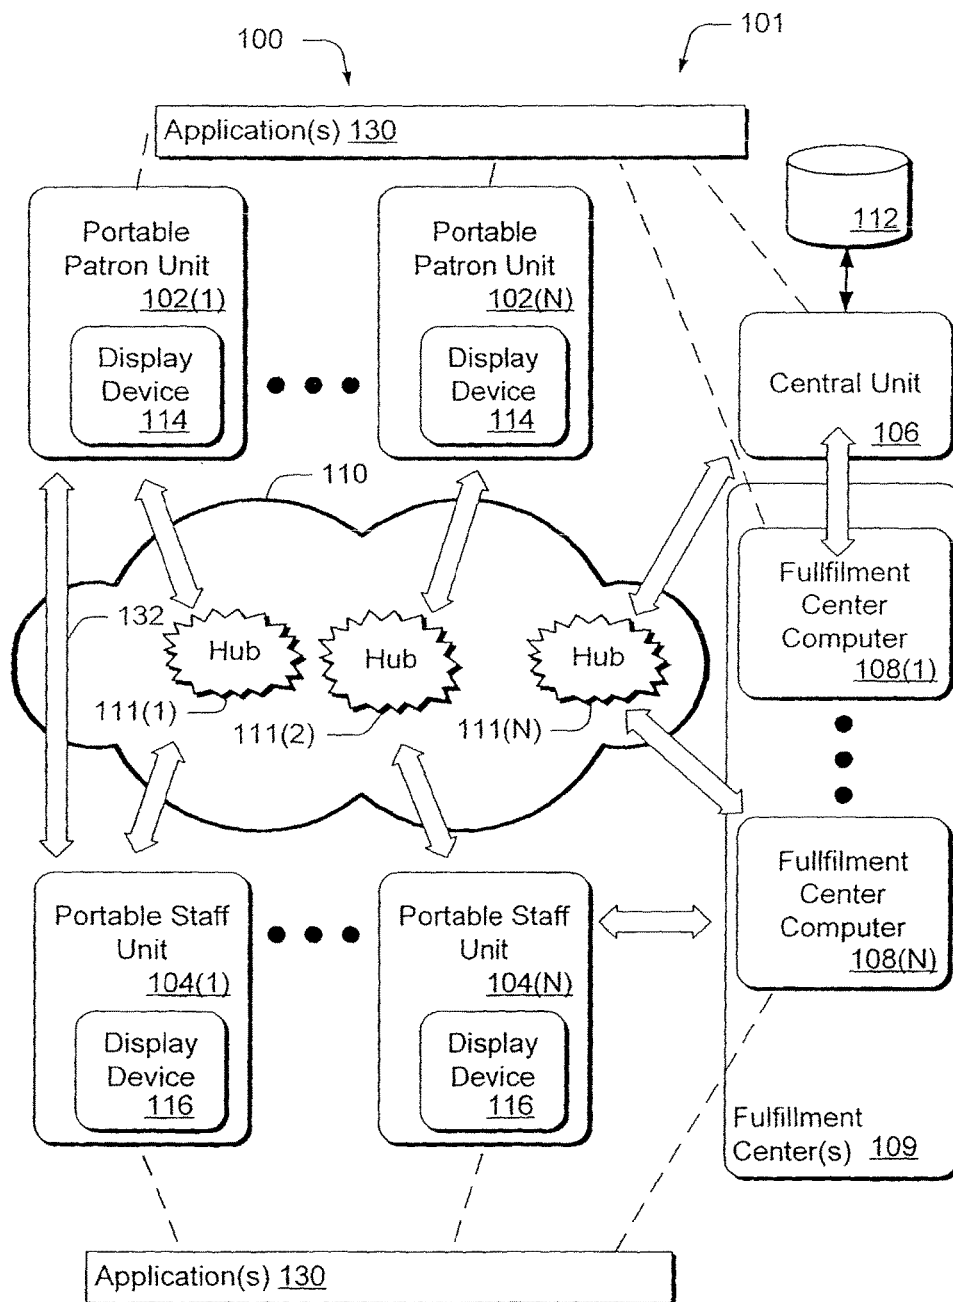 100
101
Application(s) 130
Portable
Patron Unit
102(1)
Display
Device
114
Portable
Patron Unit
102(N)
Display
Device
114
112
Central Unit
106
110
132
Hub
111(1)
Hub
111(2)
Hub
111(N)
Fullfilment
Center
Computer
108(1)
Fullfilment
Center
Computer
108(N)
Fulfillment
Center(s) 109
Portable Staff
Unit
104(1)
Display
Device
116
Portable Staff
Unit
104(N)
Display
Device
116
Application(s) 130